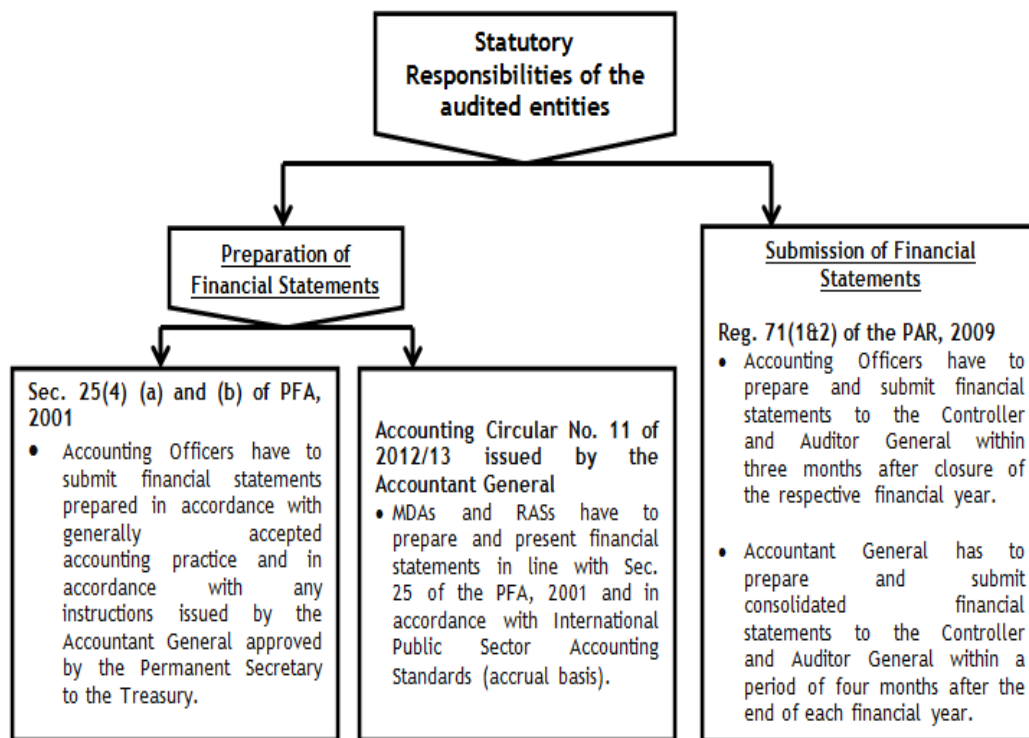 Statutory
Responsibilities of the
audited entities
Preparation of
Financial Statements
Sec. 25(4) (a) and (b) of PFA,
2001
• Accounting Officers have to
submit financial statements
prepared in accordance with
generally accepted
accounting practice and in
accordance with any
instructions issued by the
Accountant General approved
by the Permanent Secretary
to the Treasury.
Accounting Circular No. 11 of
2012/13 issued by the
Accountant General
• MDAs and RASs have to
prepare and present financial
statements in line with Sec.
25 of the PFA, 2001 and in
accordance with International
Public Sector Accounting
Standards (accrual basis).
Submission of Financial
Statements
Reg. 71(1&2) of the PAR, 2009
• Accounting Officers have to
prepare and submit financial
statements to the Controller
and Auditor General within
three months after closure of
the respective financial year.
• Accountant General has to
prepare and submit
consolidated financial
statements to the Controller
and Auditor General within a
period of four months after the
end of each financial year.